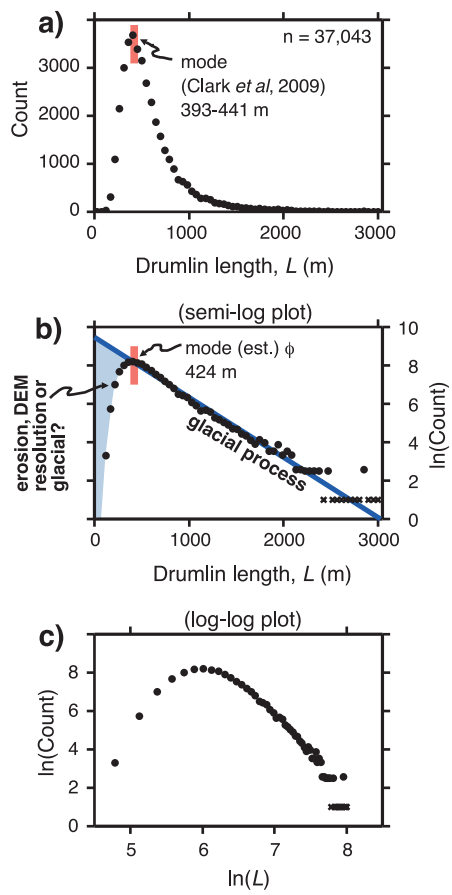 a)
n = 37,043
mode
(Clark et al, 2009)
393-441 m
Count
3000
2000
1000
0
0
1000
2000
3000
Drumlin length, L (m)
(semi-log plot)
b)
mode (est.) ϕ
424 m
erosion, DEM
resolution or
glacial?
glacial process
ln(Count)
10
8
6
4
2
0
0
1000
2000
3000
Drumlin length, L (m)
(log-log plot)
c)
ln(Count)
8
6
4
2
0
5
6
7
8
ln(L)